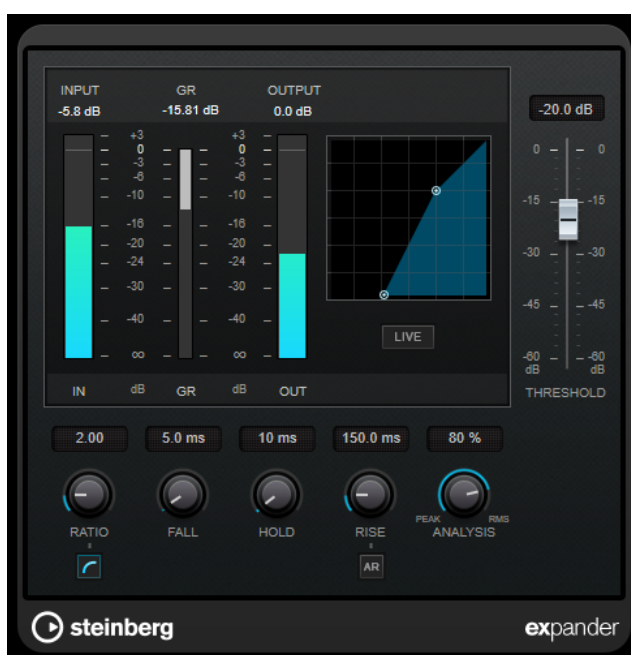 INPUT GR OUTPUT
-5.8 dB -15.81 dB 0.0 dB
-20.0 dB
+3 +3
0 0
-3 -3
-6 -6
-10 -10
-16 -16
-20 -20
-24 -24
-30 -30
-40 -40
∞ ∞
IN dB GR dB OUT
LIVE
0 0
-15 -15
-30 -30
-45 -45
-60 -60
dB dB
THRESHOLD
2.00 5.0 ms 10 ms 150.0 ms 80 %
PEAK RMS
RATIO FALL HOLD RISE ANALYSIS
AR
steinberg expander